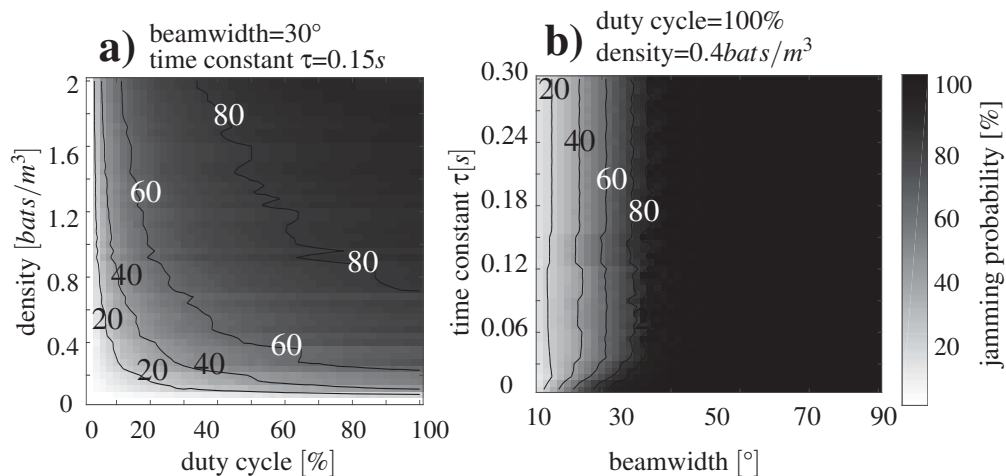 a) beamwidth=30°
time constant τ=0.15s
b) duty cycle=100%
density=0.4bats/m³
density [bats/m³]
2
1.6
1.2
0.8
0.4
0
80
60
40
20
80
60
40
20
0 20 40 60 80 100
duty cycle [%]
time constant τ[s]
0.30
0.24
0.18
0.12
0.06
0
20
40
60
80
10 30 50 70 90
beamwidth [°]
100
80
60
40
20
jamming probability [%]